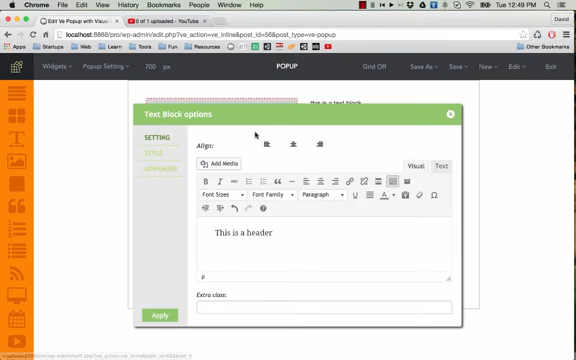 Chrome File Edit View History Bookmarks People Window Help Tue 12:49 PM
Edit Ve Popup with Visual 0 of 1 uploaded - YouTube David
localhost:8888/pro/wp-admin/edit.php?ve_action=ve_inline&post_id=56&post_type=ve-popup
Apps Startups Web Learn Tools Fun Resources Other Bookmarks
Widgets Popup Setting 700 px POPUP Grid Off Save As Save New Edit Exit
this is a text block
Text Block options
SETTING
Align:
STYLE
Add Media
Visual Text
ADVANCED
B I ABC
Font Sizes Font Family Paragraph U A Ω
This is a header
p
Extra class:
Apply